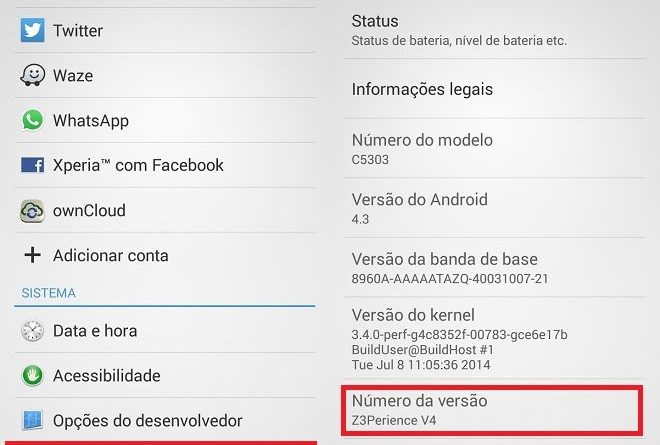 Twitter
Waze
WhatsApp
Xperia™ com Facebook
ownCloud
Adicionar conta
SISTEMA
Data e hora
Acessibilidade
Opções do desenvolvedor
Status
Status de bateria, nível de bateria etc.
Informações legais
Número do modelo
C5303
Versão do Android
4.3
Versão da banda de base
8960A-AAAAATAZQ-40031007-21
Versão do kernel
3.4.0-perf-g4c8352f-00783-gce6e17b
BuildUser@BuildHost #1
Tue Jul 8 11:05:36 2014
Número da versão
Z3Perience V4